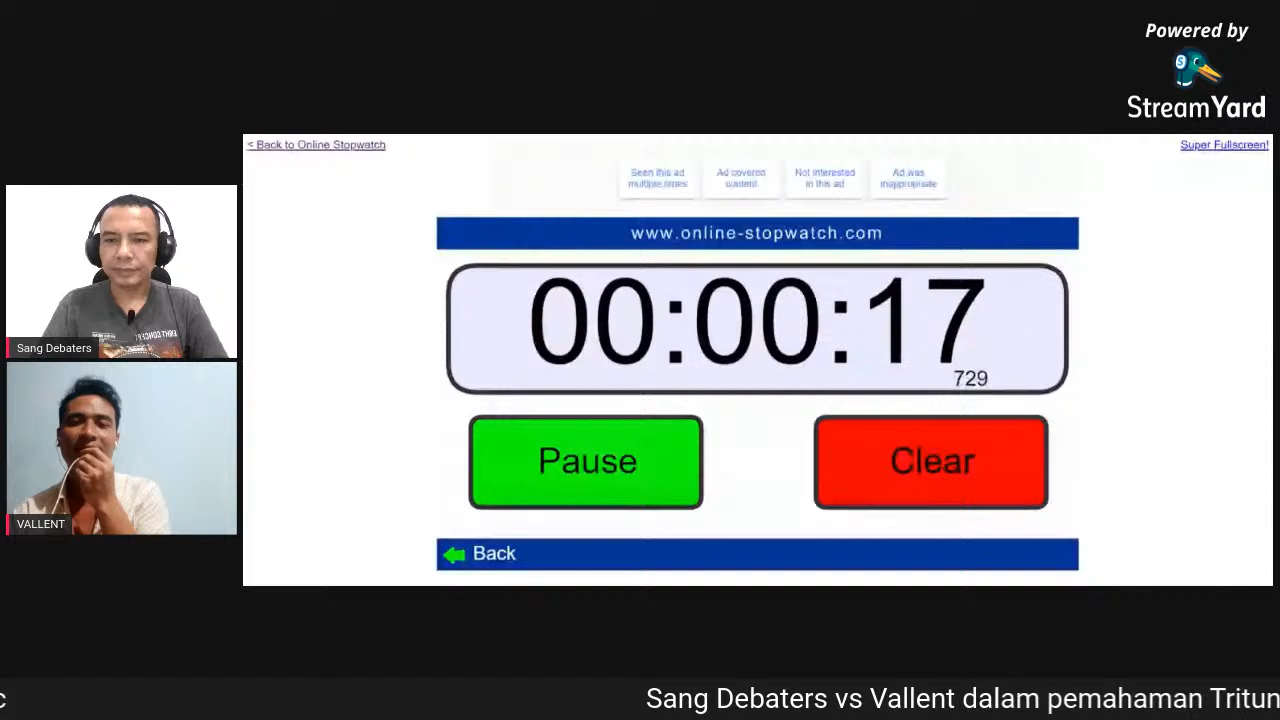 Powered by
StreamYard
< Back to Online Stopwatch
Super Fullscreen!
Seen this ad
multiple times
Ad covered
content
Not interested
in this ad
Ad was
inappropriate
www.online-stopwatch.com
00:00:17
729
Pause
Clear
Back
Sang Debaters
VALLENT
c
Sang Debaters vs Vallent dalam pemahaman Tritun